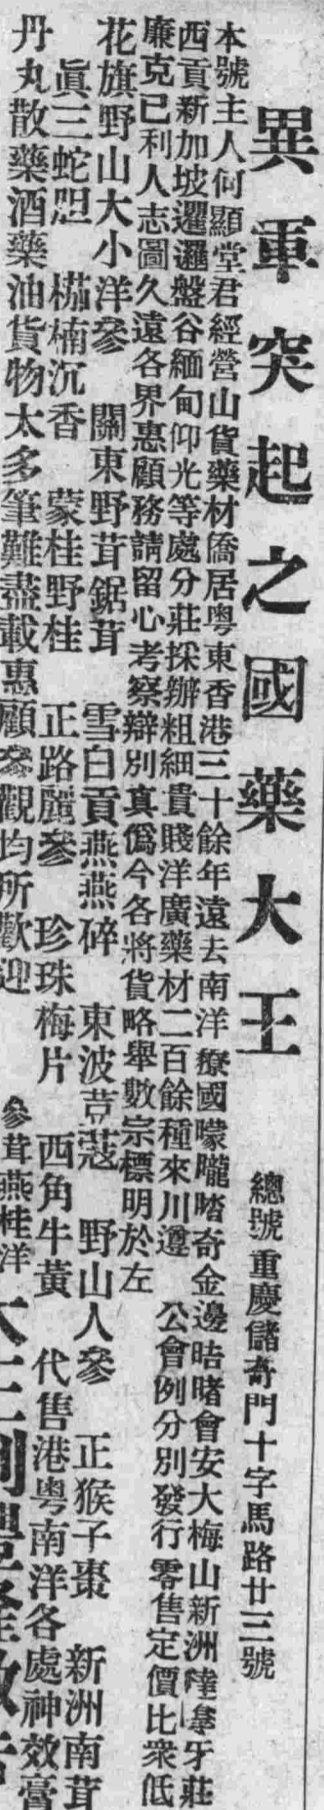 異軍突起之國藥大王
總號重慶儲奇門十字馬路廿三號
本號主人何顯堂君經營山貨藥材僑居粵東香港三十餘年遠去南洋寮國曚曨㗳奇金邊咭𠿪會安大梅山新洲陸󠄁牙莊
西貢新加坡暹邏盤谷緬甸仰光等處分莊採辦粗細貴賤洋廣藥材二百餘種來川遵公會例分別發行零售定價比衆低
廉克已利人志圖久遠各界惠顧務請留心考察辯別真僞今各將貨略舉數宗標明於左
花旗野山大小洋參 關東野茸鋸茸 雪白貢燕燕碎 東波荳蔻 野山人參 正猴子棗 新洲南茸
眞三蛇胆 㭲楠沉香 蒙桂野桂 正路麗參 珍珠梅片 西角牛黃 代售港粵南洋各處神效膏
丹丸散藥酒藥油貨物太多筆難盡載惠顧參觀均所歡迎
參茸燕桂洋